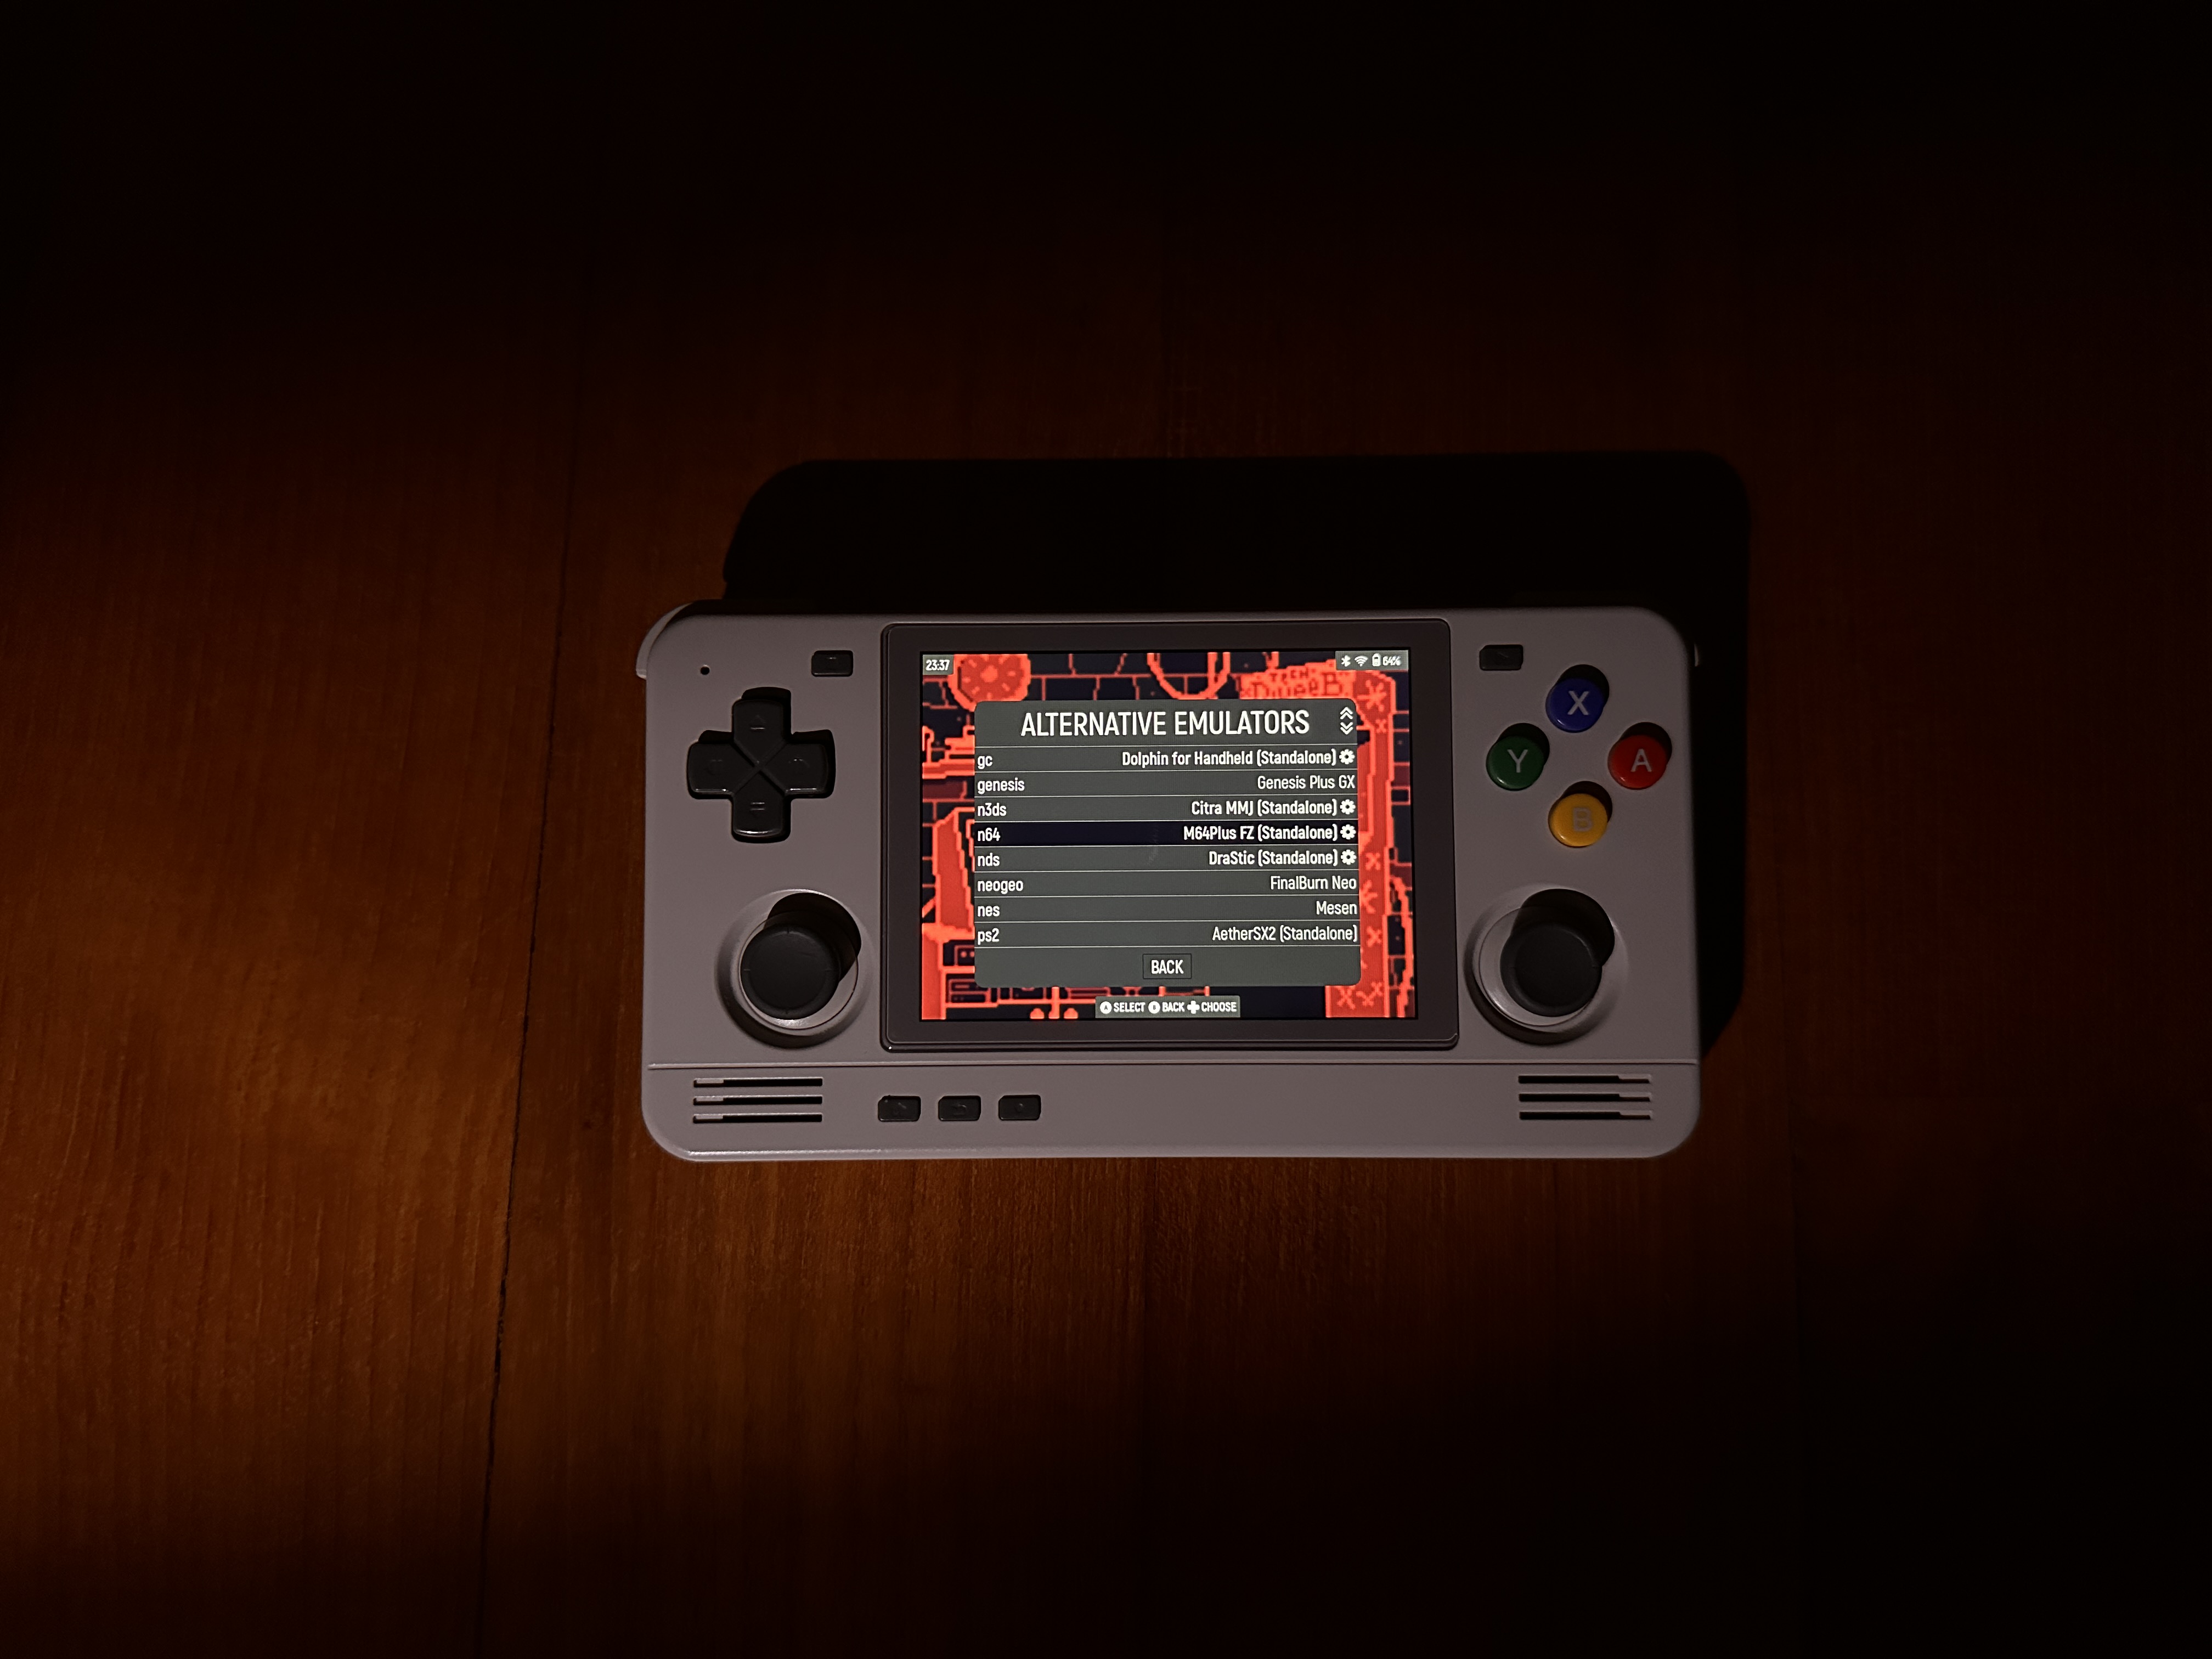 23:37
64%
ALTERNATIVE EMULATORS
gc Dolphin for Handheld (Standalone)
genesis Genesis Plus GX
n3ds Citra MMJ (Standalone)
n64 M64Plus FZ (Standalone)
nds DraStic (Standalone)
neogeo FinalBurn Neo
nes Mesen
ps2 AetherSX2 (Standalone)
BACK
SELECT BACK CHOOSE
X
Y
A
B